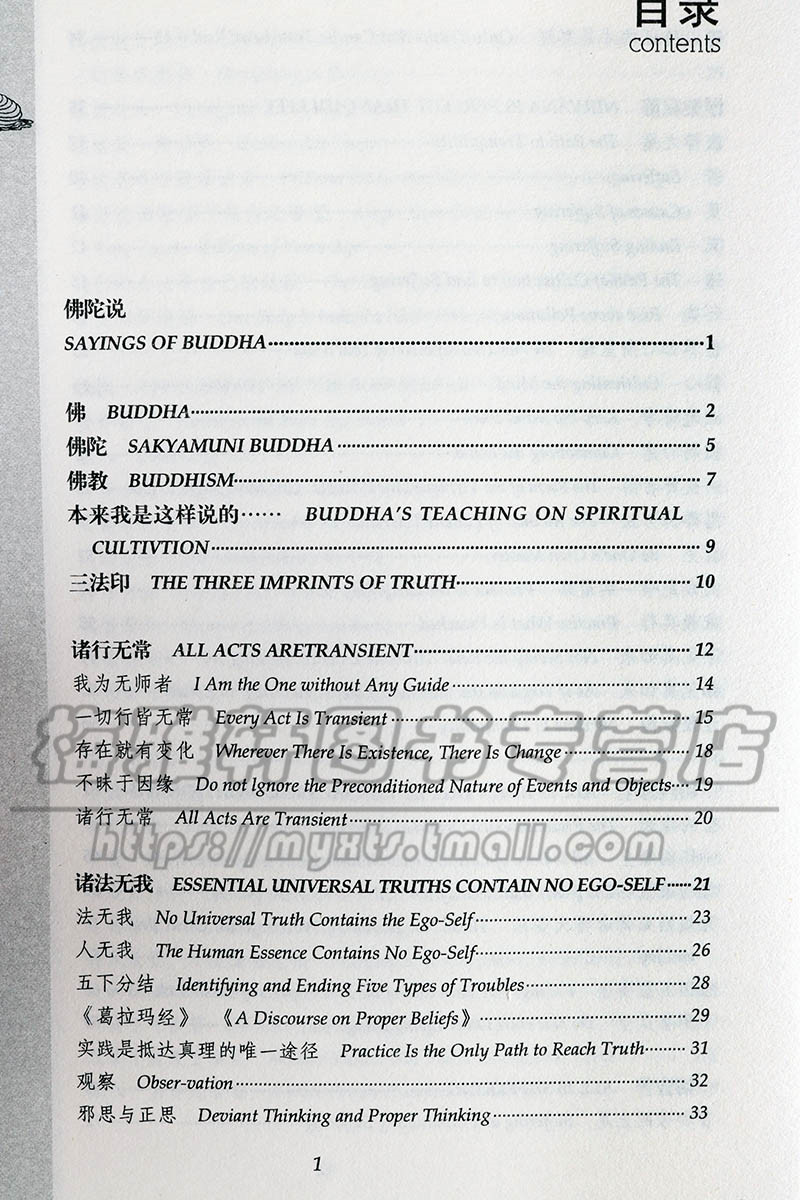 目录
contents
佛陀说
SAYINGS OF BUDDHA 1
佛 BUDDHA 2
佛陀 SAKYAMUNI BUDDHA 5
佛教 BUDDHISM 7
本来我是这样说的…… BUDDHA'S TEACHING ON SPIRITUAL
CULTIVTION 9
三法印 THE THREE IMPRINTS OF TRUTH 10
诸行无常 ALL ACTS ARETRANSIENT 12
我为无师者 I Am the One without Any Guide 14
一切行皆无常 Every Act Is Transient 15
存在就有变化 Wherever There Is Existence, There Is Change 18
不昧于因缘 Do not Ignore the Preconditioned Nature of Events and Objects 19
诸行无常 All Acts Are Transient 20
https://myxts.tmall.com
诸法无我 ESSENTIAL UNIVERSAL TRUTHS CONTAIN NO EGO-SELF 21
法无我 No Universal Truth Contains the Ego-Self 23
人无我 The Human Essence Contains No Ego-Self 26
五下分结 Identifying and Ending Five Types of Troubles 28
《葛拉玛经》 《A Discourse on Proper Beliefs》 29
实践是抵达真理的唯一途径 Practice Is the Only Path to Reach Truth 31
观察 Obser-vation 32
邪思与正思 Deviant Thinking and Proper Thinking 33
1